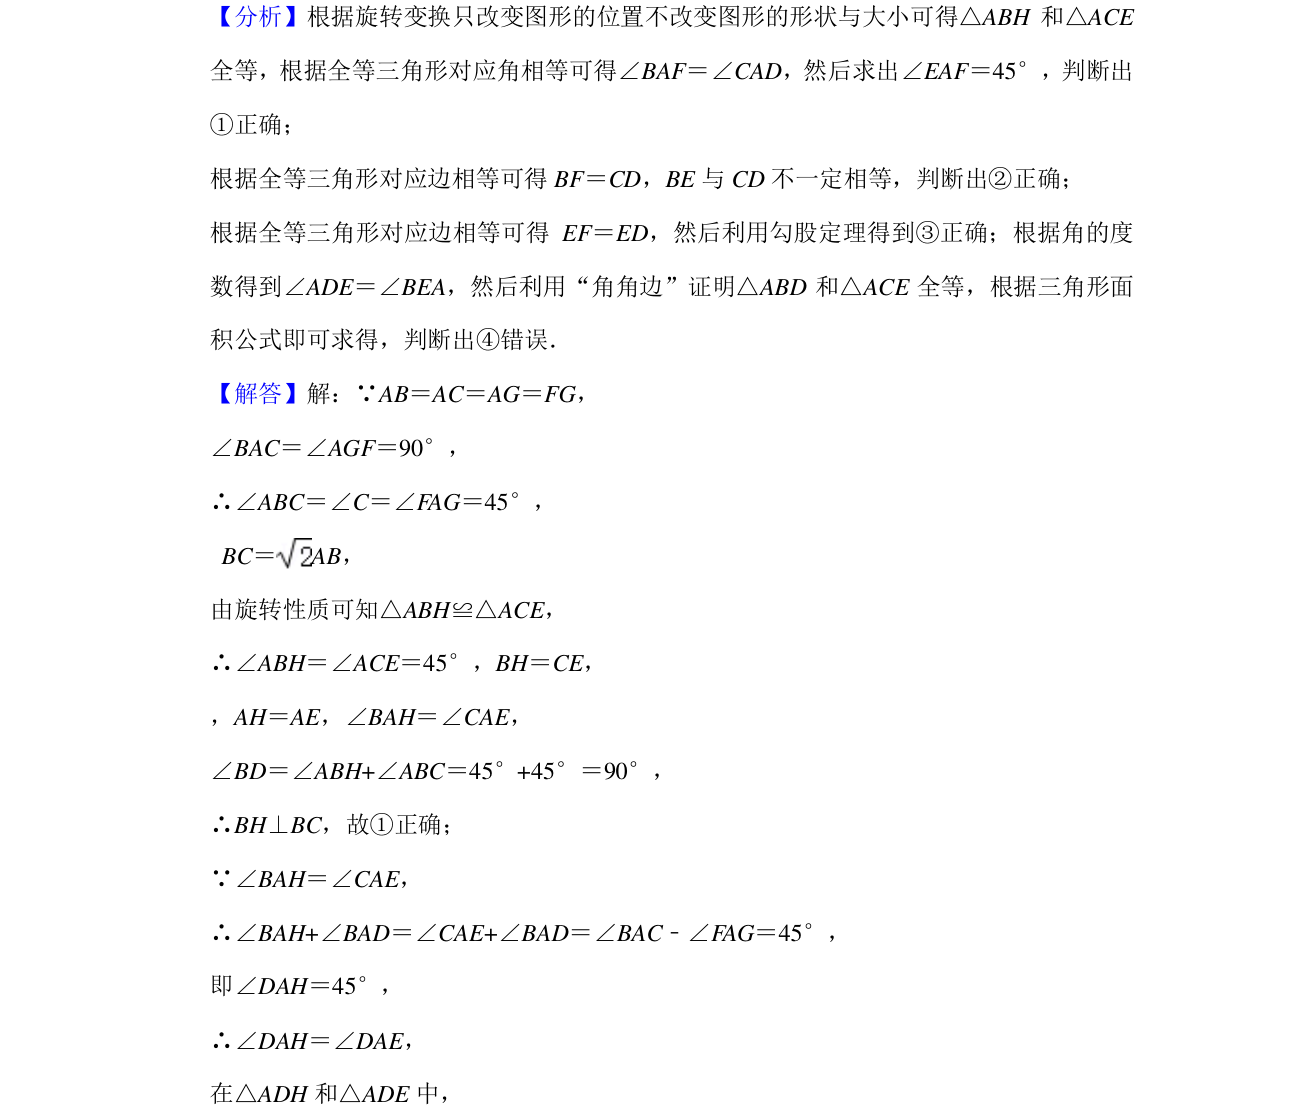 【分析】根据旋转变换只改变图形的位置不改变图形的形状与大小可得△ABH 和△ACE
全等，根据全等三角形对应角相等可得∠BAF＝∠CAD，然后求出∠EAF＝45°，判断出
①正确；
根据全等三角形对应边相等可得 BF＝CD，BE 与 CD 不一定相等，判断出②正确；
根据全等三角形对应边相等可得 EF＝ED，然后利用勾股定理得到③正确；根据角的度
数得到∠ADE＝∠BEA，然后利用“角角边”证明△ABD 和△ACE 全等，根据三角形面
积公式即可求得，判断出④错误．
【解答】解：∵AB＝AC＝AG＝FG，
∠BAC＝∠AGF＝90°，
∴∠ABC＝∠C＝∠FAG＝45°，
BC＝√2AB，
由旋转性质可知△ABH≌△ACE，
∴∠ABH＝∠ACE＝45°，BH＝CE，
，AH＝AE，∠BAH＝∠CAE，
∠BD＝∠ABH+∠ABC＝45°+45°＝90°，
∴BH⊥BC，故①正确；
∵∠BAH＝∠CAE，
∴∠BAH+∠BAD＝∠CAE+∠BAD＝∠BAC﹣∠FAG＝45°，
即∠DAH＝45°，
∴∠DAH＝∠DAE，
在△ADH 和△ADE 中，